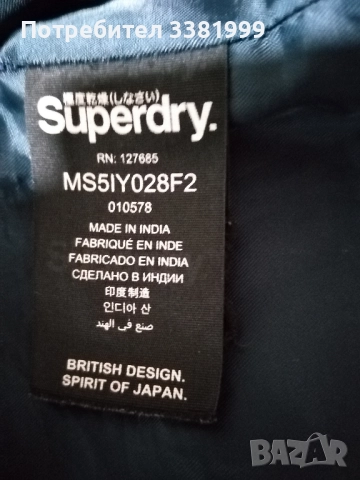 Потребител 3381999
極度乾燥(しなさい)
Superdry.
RN: 127665
MS5IY028F2
010578
MADE IN INDIA
FABRIQUÉ EN INDE
FABRICADO EN INDIA
СДЕЛАНО В ИНДИИ
印度制造
인디아 산
صنع في الهند
BRITISH DESIGN.
SPIRIT OF JAPAN.
BAZAR